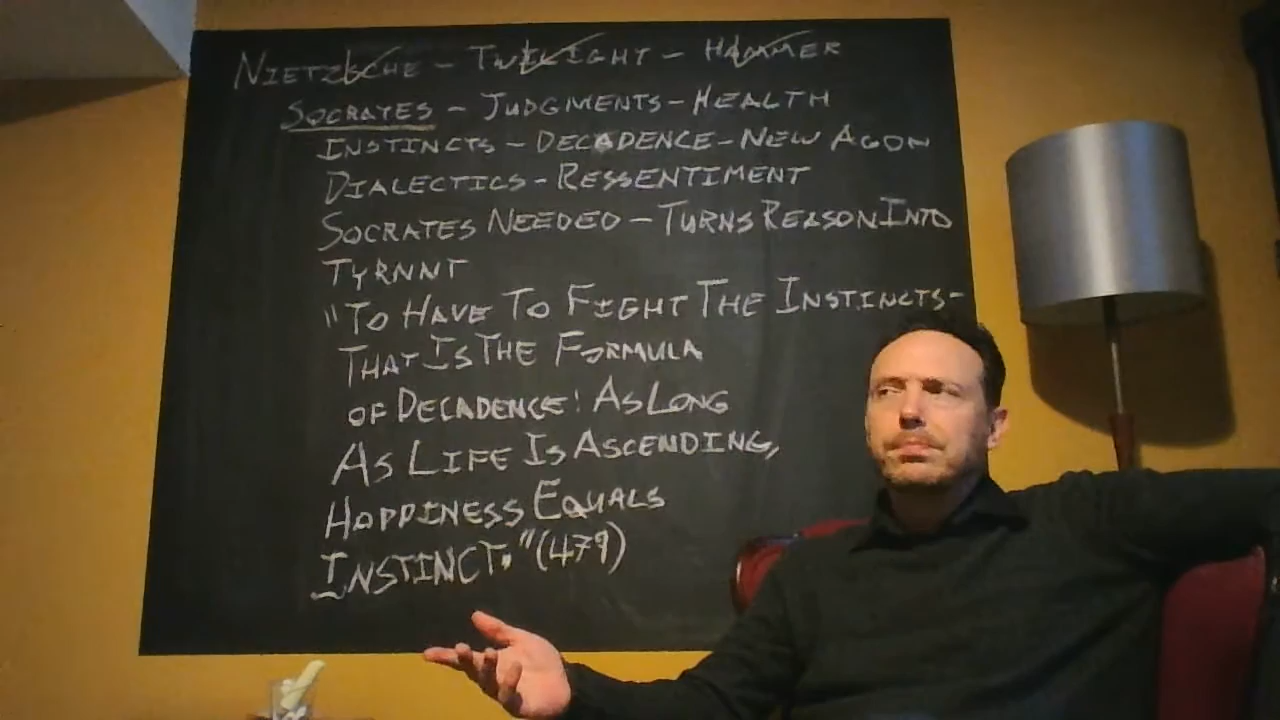 NIETZSCHE - TWILIGHT - HAMMER
SOCRATES - JUDGMENTS - HEALTH
INSTINCTS - DECADENCE - NEW AGON
DIALECTICS - RESSENTIMENT
SOCRATES NEEDED - TURNS REASON INTO
TYRNNT
"TO HAVE TO FIGHT THE INSTINCTS-
THAT IS THE FORMULA
OF DECADENCE: AS LONG
AS LIFE IS ASCENDING,
HAPPINESS EQUALS
INSTINCT." (479)